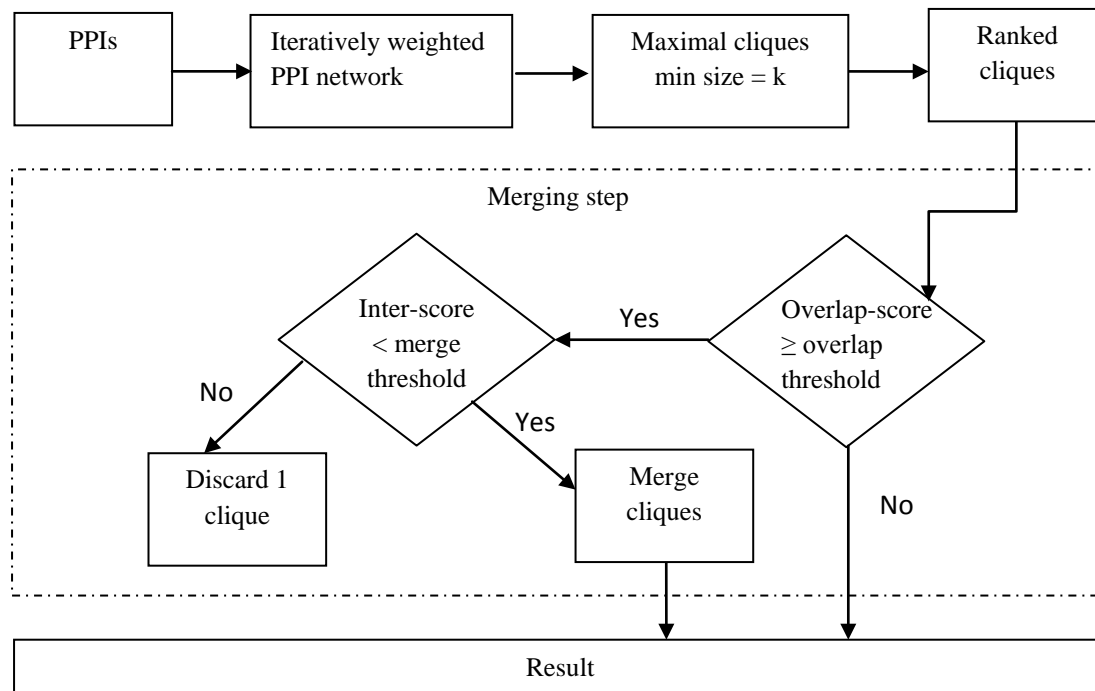 PPIs
Iteratively weighted
PPI network
Maximal cliques
min size = k
Ranked
cliques
Merging step
Overlap-score
≥ overlap
threshold
Yes
Inter-score
< merge
threshold
No
Yes
Discard 1
clique
Merge
cliques
No
Result